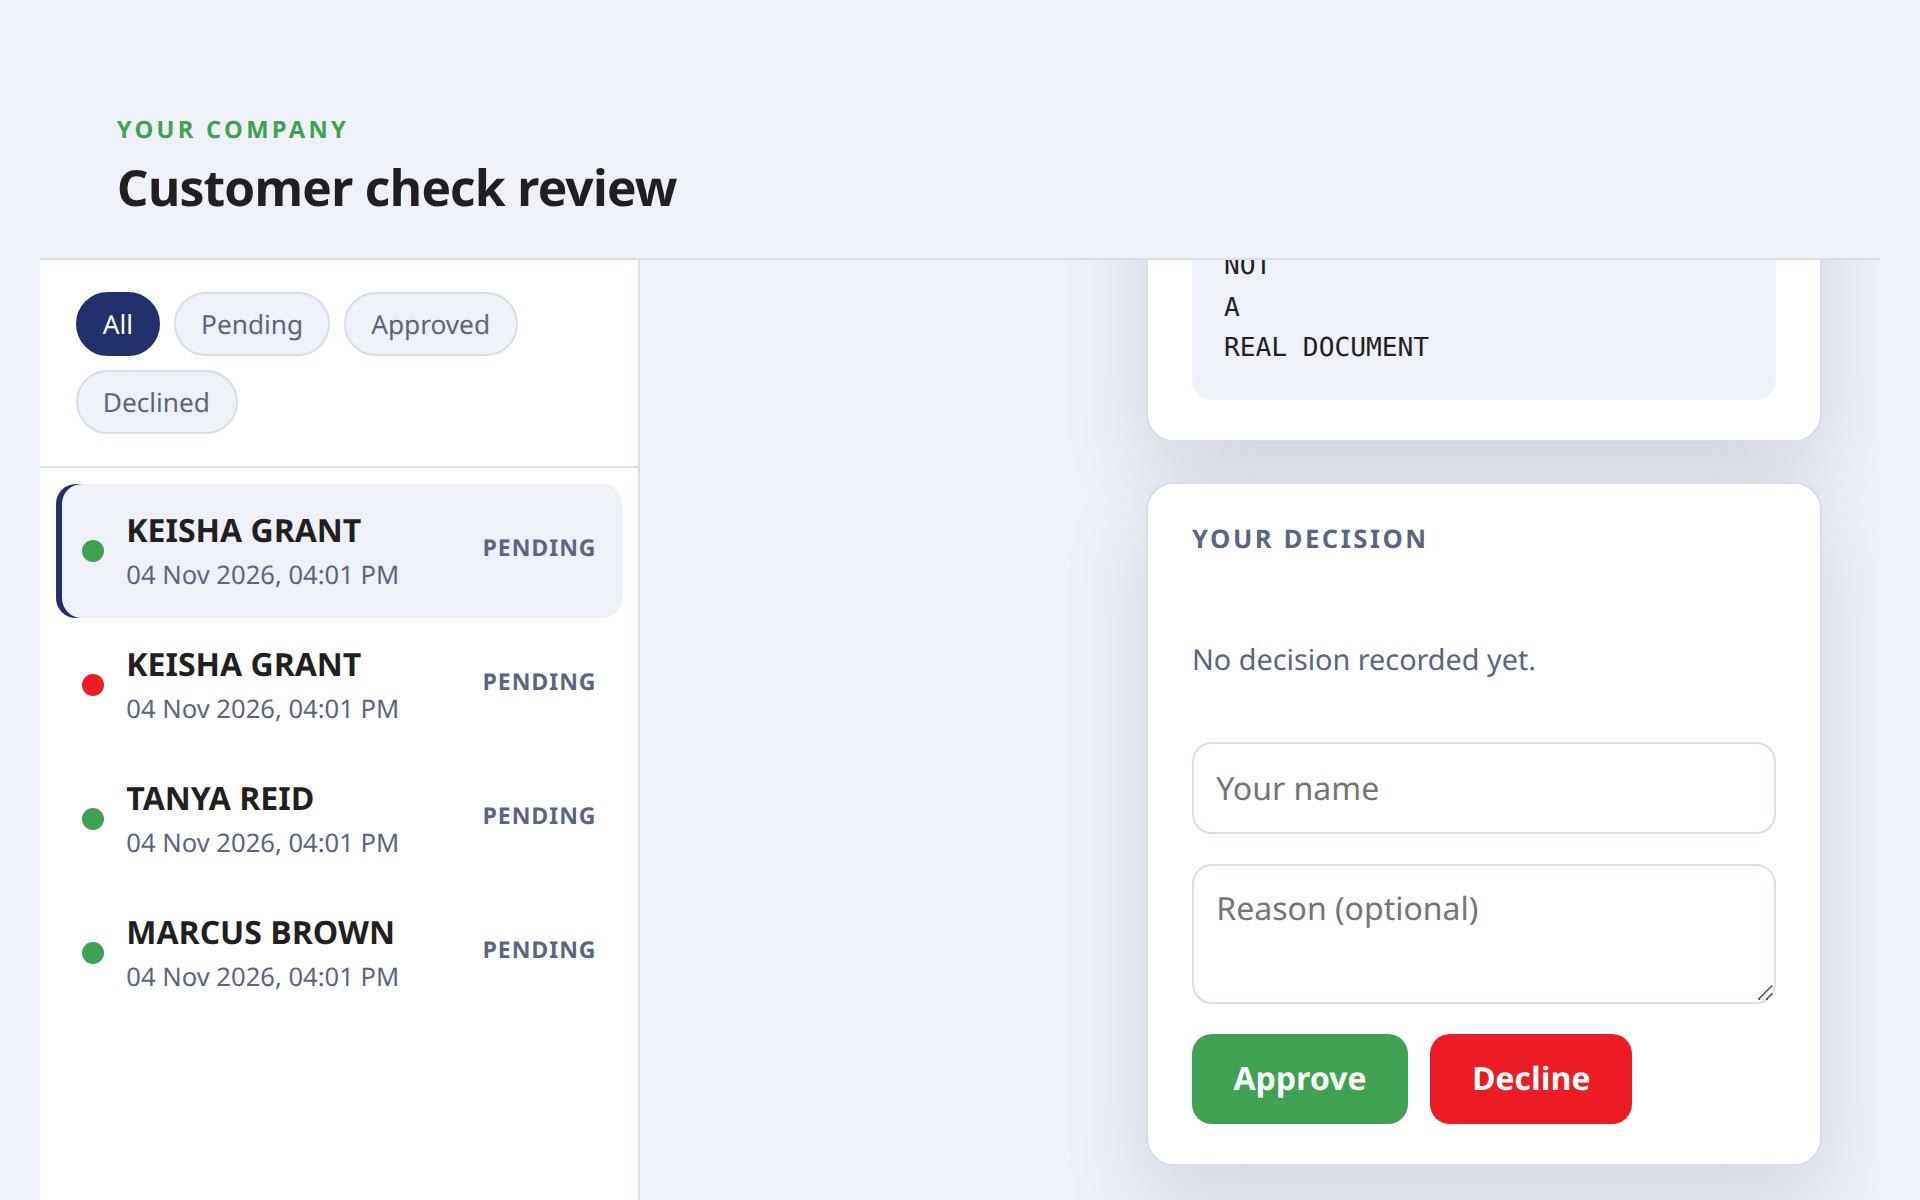 YOUR COMPANY
Customer check review
All
Pending
Approved
Declined
KEISHA GRANT
04 Nov 2026, 04:01 PM
PENDING
KEISHA GRANT
04 Nov 2026, 04:01 PM
PENDING
TANYA REID
04 Nov 2026, 04:01 PM
PENDING
MARCUS BROWN
04 Nov 2026, 04:01 PM
PENDING
NOT
A
REAL DOCUMENT
YOUR DECISION
No decision recorded yet.
Your name
Reason (optional)
Approve
Decline